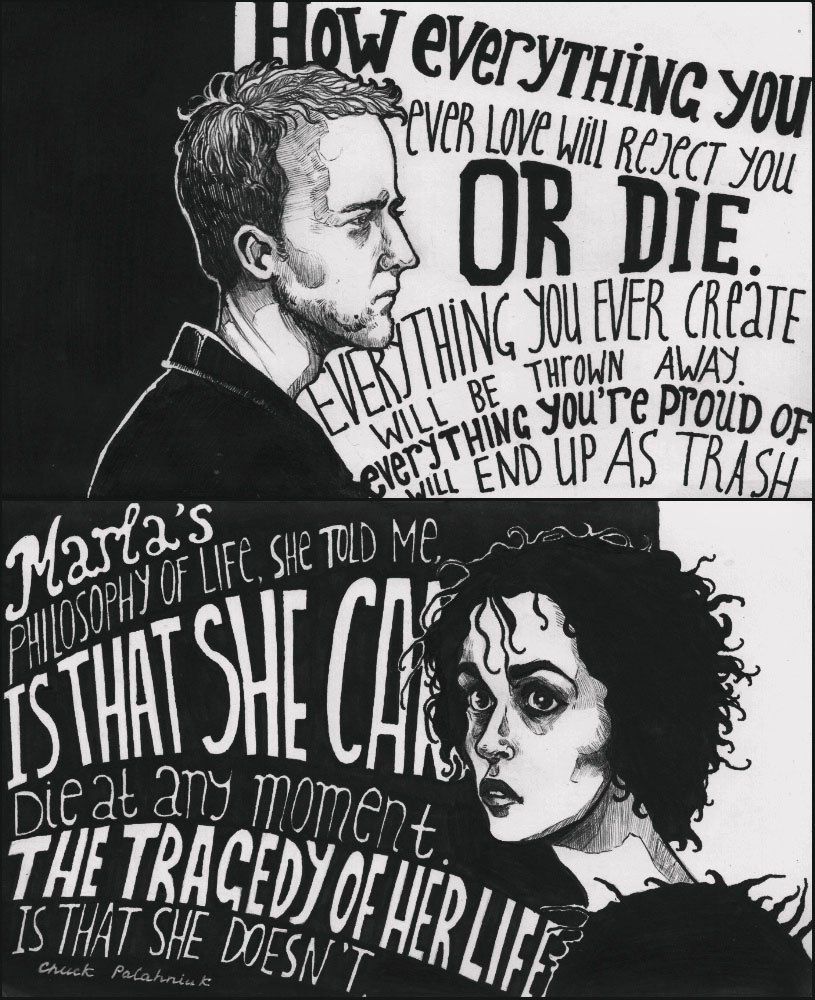 How everything you
ever love will reject you
OR DIE.
EVERYTHING YOU EVER CREATE
WILL BE THROWN AWAY.
everything you're PROUD OF
WILL END UP AS TRASH
Marla's
PHILOSOPHY OF LIFE, SHE TOLD ME,
IS THAT SHE CAN
Die at any moment.
THE TRAGEDY OF HER LIFE
IS THAT SHE DOESN'T
Chuck Palahniuk